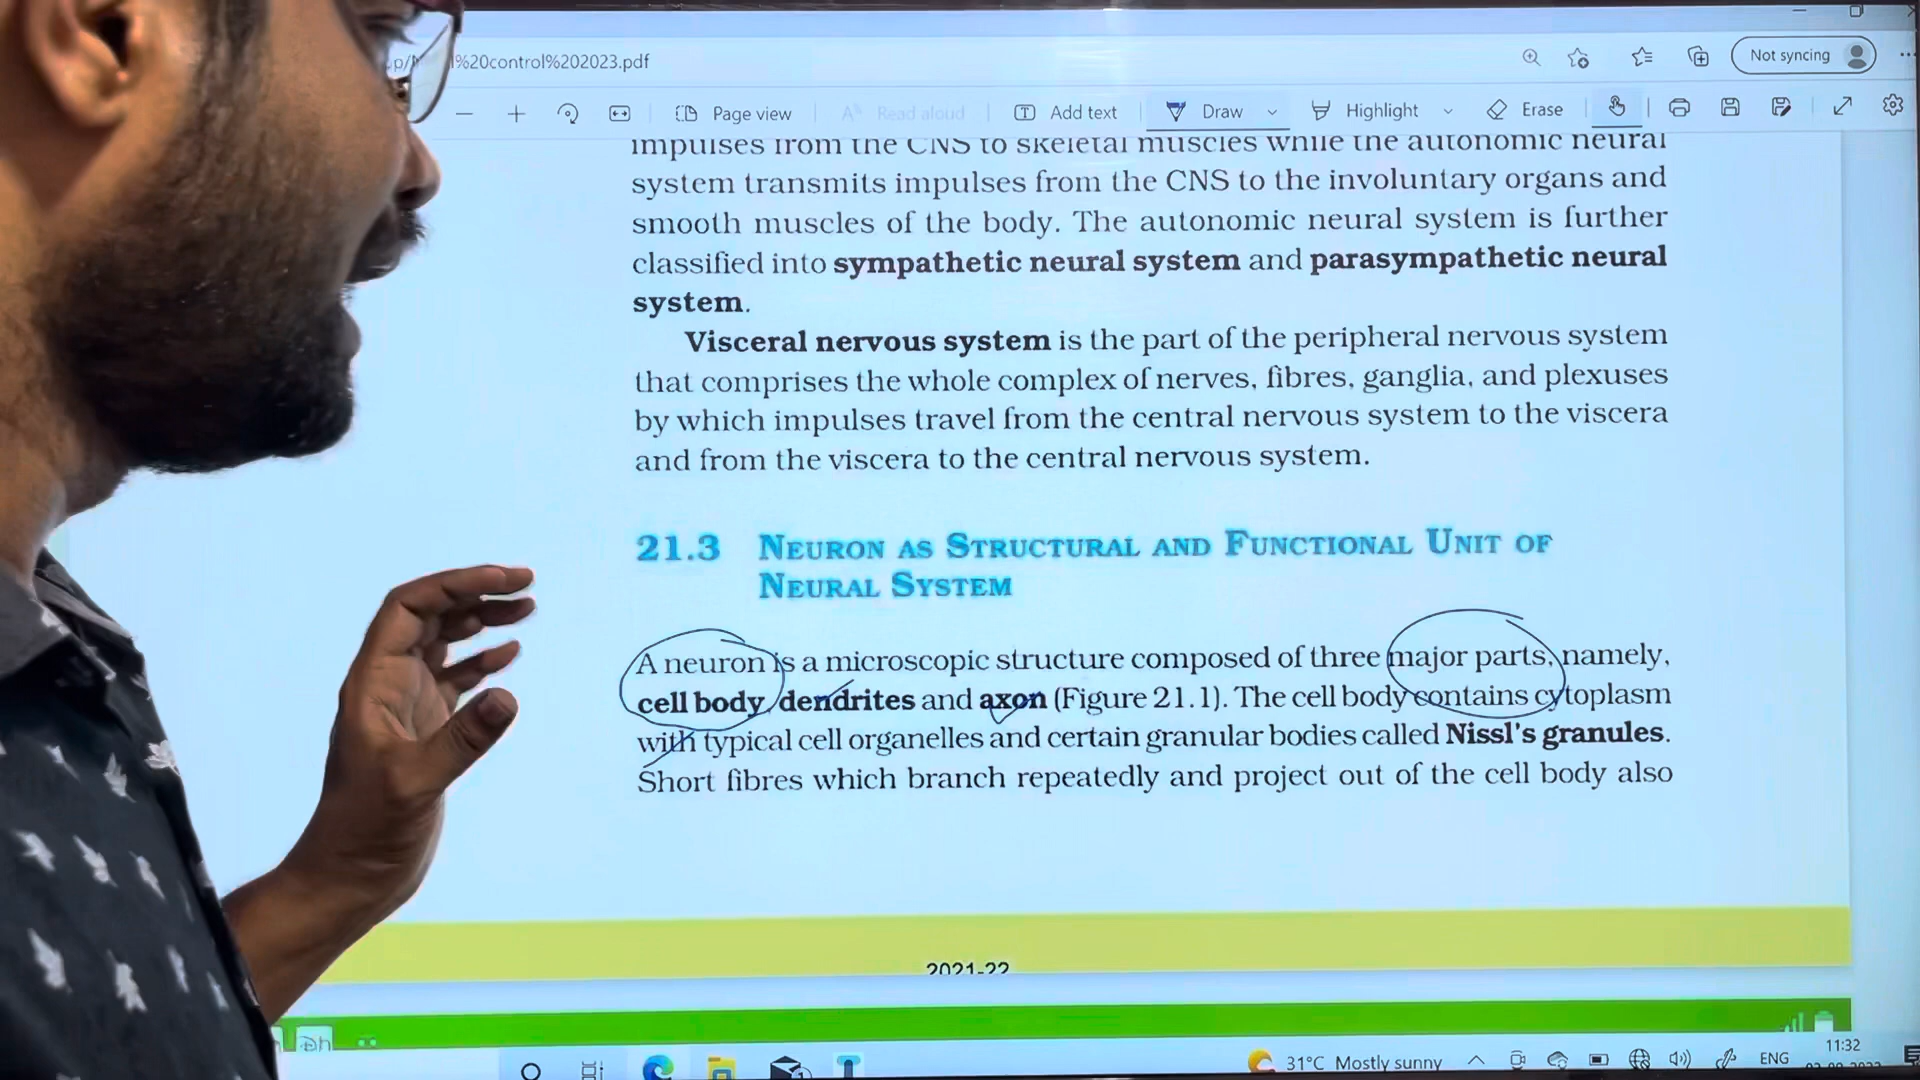 %20control%202023.pdf
Not syncing
Page view
Read aloud
Add text
Draw
Highlight
Erase
impulses from the CNS to skeletal muscles while the autonomic neural
system transmits impulses from the CNS to the involuntary organs and
smooth muscles of the body. The autonomic neural system is further
classified into sympathetic neural system and parasympathetic neural
system.
Visceral nervous system is the part of the peripheral nervous system
that comprises the whole complex of nerves, fibres, ganglia, and plexuses
by which impulses travel from the central nervous system to the viscera
and from the viscera to the central nervous system.
21.3 NEURON AS STRUCTURAL AND FUNCTIONAL UNIT OF
NEURAL SYSTEM
A neuron is a microscopic structure composed of three major parts, namely,
cell body, dendrites and axon (Figure 21.1). The cell body contains cytoplasm
with typical cell organelles and certain granular bodies called Nissl's granules.
Short fibres which branch repeatedly and project out of the cell body also
2021-22
31°C Mostly sunny
ENG
11:32